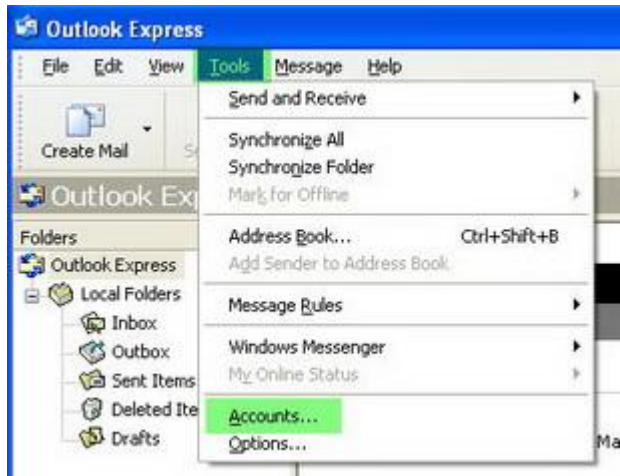 Outlook Express
File Edit View Tools Message Help
Create Mail
Send and Receive
Synchronize All
Synchronize Folder
Mark for Offline
Address Book... Ctrl+Shift+B
Add Sender to Address Book
Message Rules
Windows Messenger
My Online Status
Accounts...
Options...
Outlook Exp
Folders
Outlook Express
Local Folders
Inbox
Outbox
Sent Items
Deleted Ite
Drafts
Ma